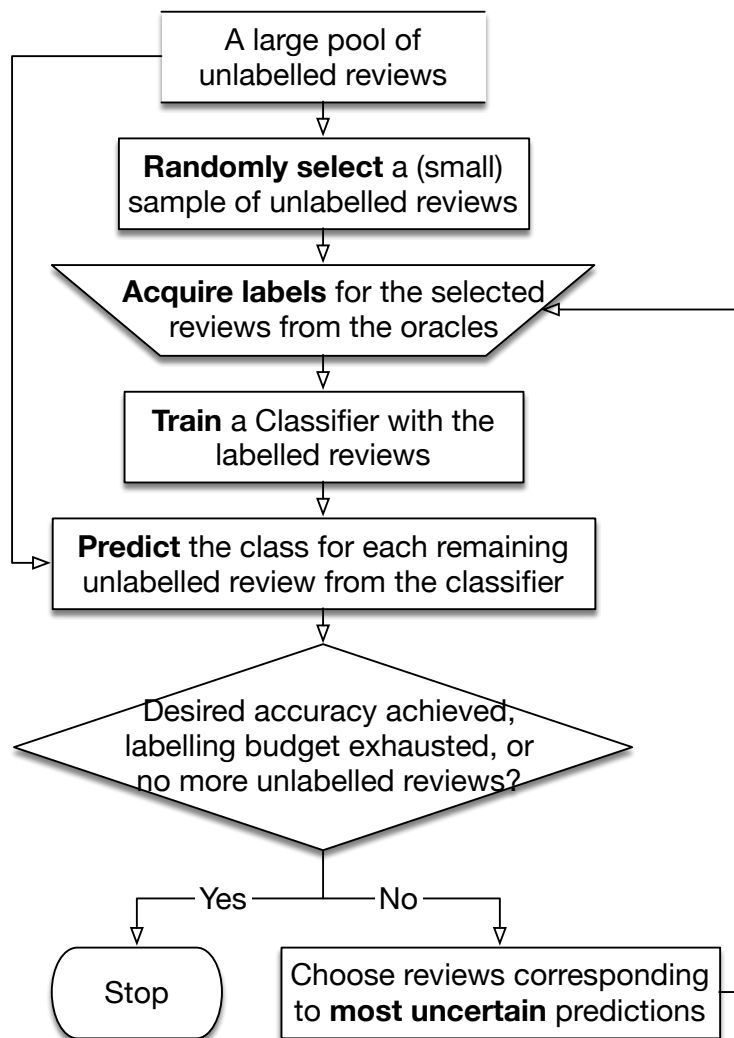 A large pool of
unlabelled reviews
Randomly select a (small)
sample of unlabelled reviews
Acquire labels for the selected
reviews from the oracles
Train a Classifier with the
labelled reviews
Predict the class for each remaining
unlabelled review from the classifier
Desired accuracy achieved,
labelling budget exhausted, or
no more unlabelled reviews?
Yes
No
Stop
Choose reviews corresponding
to most uncertain predictions